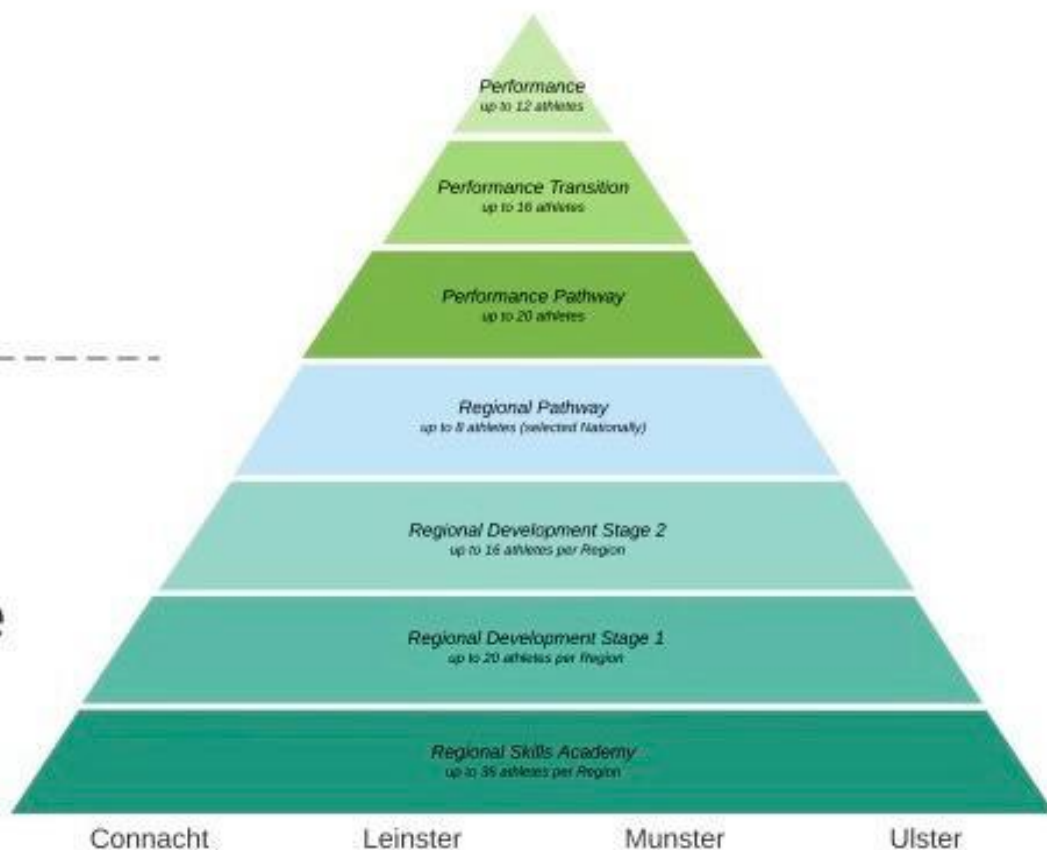 Performance
up to 12 athletes
Performance Transition
up to 16 athletes
Performance Pathway
up to 20 athletes
Regional Pathway
up to 8 athletes (selected Nationally)
Regional Development Stage 2
up to 16 athletes per Region
e
Regional Development Stage 1
up to 20 athletes per Region
Regional Skills Academy
up to 36 athletes per Region
Connacht Leinster Munster Ulster